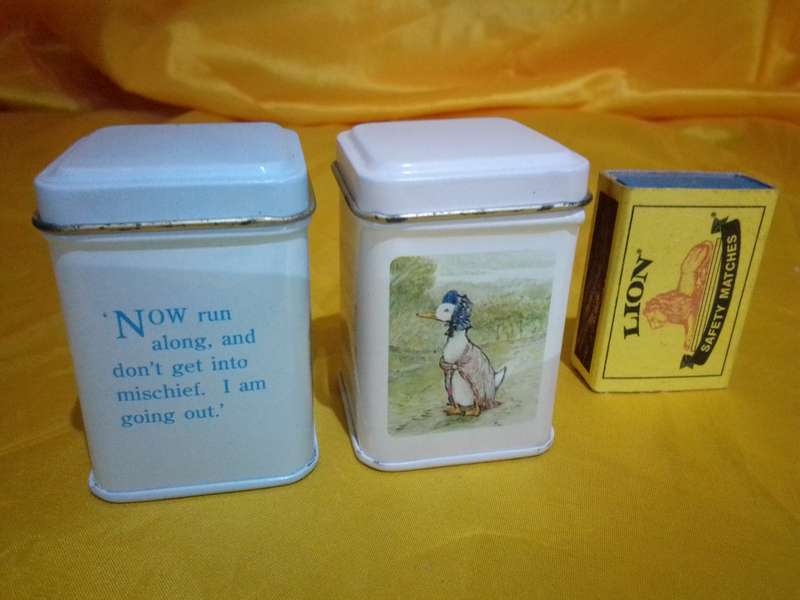 ‘NOW run
along, and
don't get into
mischief. I am
going out.’
LION
SAFETY MATCHES